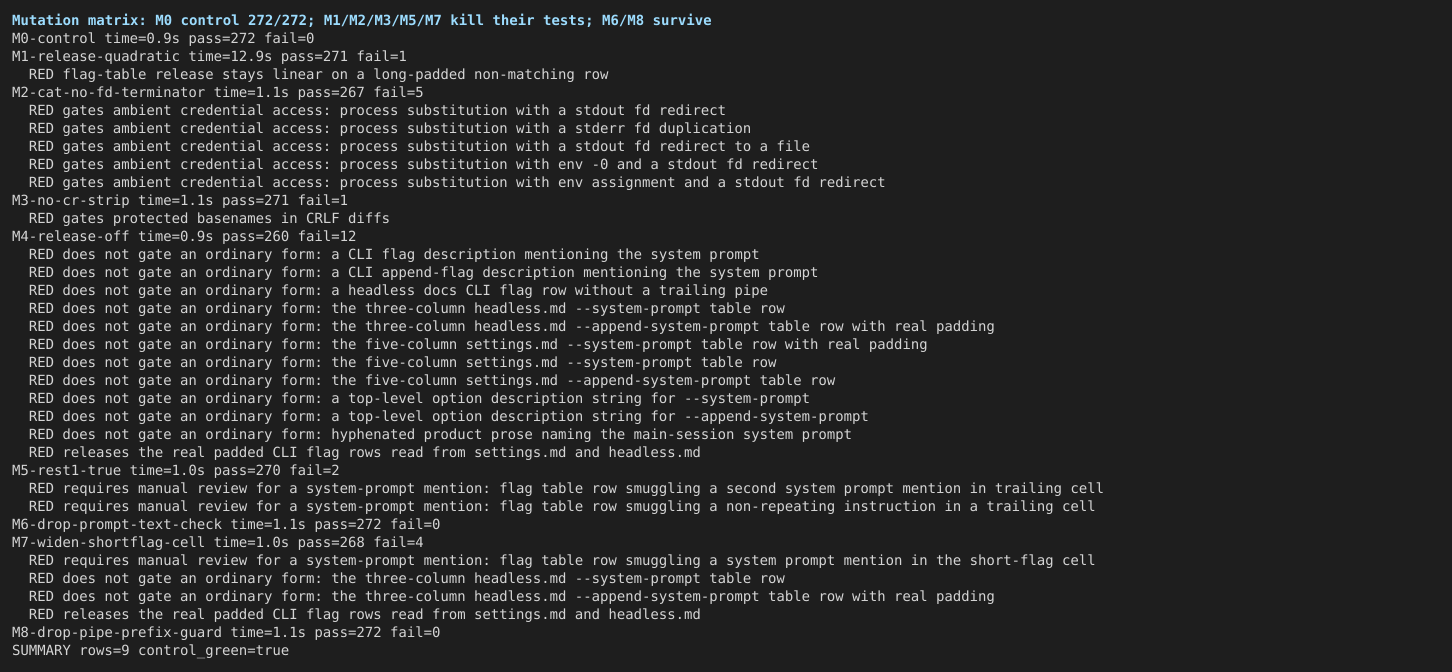 Mutation matrix: M0 control 272/272; M1/M2/M3/M5/M7 kill their tests; M6/M8 survive
M0-control time=0.9s pass=272 fail=0
M1-release-quadratic time=12.9s pass=271 fail=1
RED flag-table release stays linear on a long-padded non-matching row
M2-cat-no-fd-terminator time=1.1s pass=267 fail=5
RED gates ambient credential access: process substitution with a stdout fd redirect
RED gates ambient credential access: process substitution with a stderr fd duplication
RED gates ambient credential access: process substitution with a stdout fd redirect to a file
RED gates ambient credential access: process substitution with env -0 and a stdout fd redirect
RED gates ambient credential access: process substitution with env assignment and a stdout fd redirect
M3-no-cr-strip time=1.1s pass=271 fail=1
RED gates protected basenames in CRLF diffs
M4-release-off time=0.9s pass=260 fail=12
RED does not gate an ordinary form: a CLI flag description mentioning the system prompt
RED does not gate an ordinary form: a CLI append-flag description mentioning the system prompt
RED does not gate an ordinary form: a headless docs CLI flag row without a trailing pipe
RED does not gate an ordinary form: the three-column headless.md --system-prompt table row
RED does not gate an ordinary form: the three-column headless.md --append-system-prompt table row with real padding
RED does not gate an ordinary form: the five-column settings.md --system-prompt table row with real padding
RED does not gate an ordinary form: the five-column settings.md --system-prompt table row
RED does not gate an ordinary form: the five-column settings.md --append-system-prompt table row
RED does not gate an ordinary form: a top-level option description string for --system-prompt
RED does not gate an ordinary form: a top-level option description string for --append-system-prompt
RED does not gate an ordinary form: hyphenated product prose naming the main-session system prompt
RED releases the real padded CLI flag rows read from settings.md and headless.md
M5-rest1-true time=1.0s pass=270 fail=2
RED requires manual review for a system-prompt mention: flag table row smuggling a second system prompt mention in trailing cell
RED requires manual review for a system-prompt mention: flag table row smuggling a non-repeating instruction in a trailing cell
M6-drop-prompt-text-check time=1.1s pass=272 fail=0
M7-widen-shortflag-cell time=1.0s pass=268 fail=4
RED requires manual review for a system-prompt mention: flag table row smuggling a system prompt mention in the short-flag cell
RED does not gate an ordinary form: the three-column headless.md --system-prompt table row
RED does not gate an ordinary form: the three-column headless.md --append-system-prompt table row with real padding
RED releases the real padded CLI flag rows read from settings.md and headless.md
M8-drop-pipe-prefix-guard time=1.1s pass=272 fail=0
SUMMARY rows=9 control_green=true